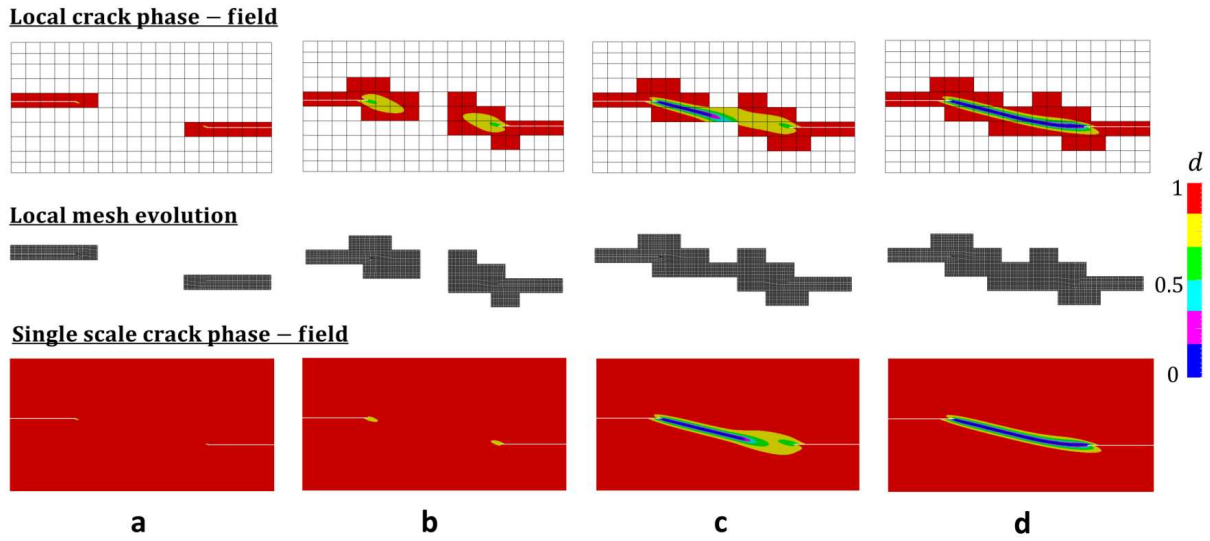 Local crack phase – field
Local mesh evolution
Single scale crack phase – field
d
1
0.5
0
a b c d